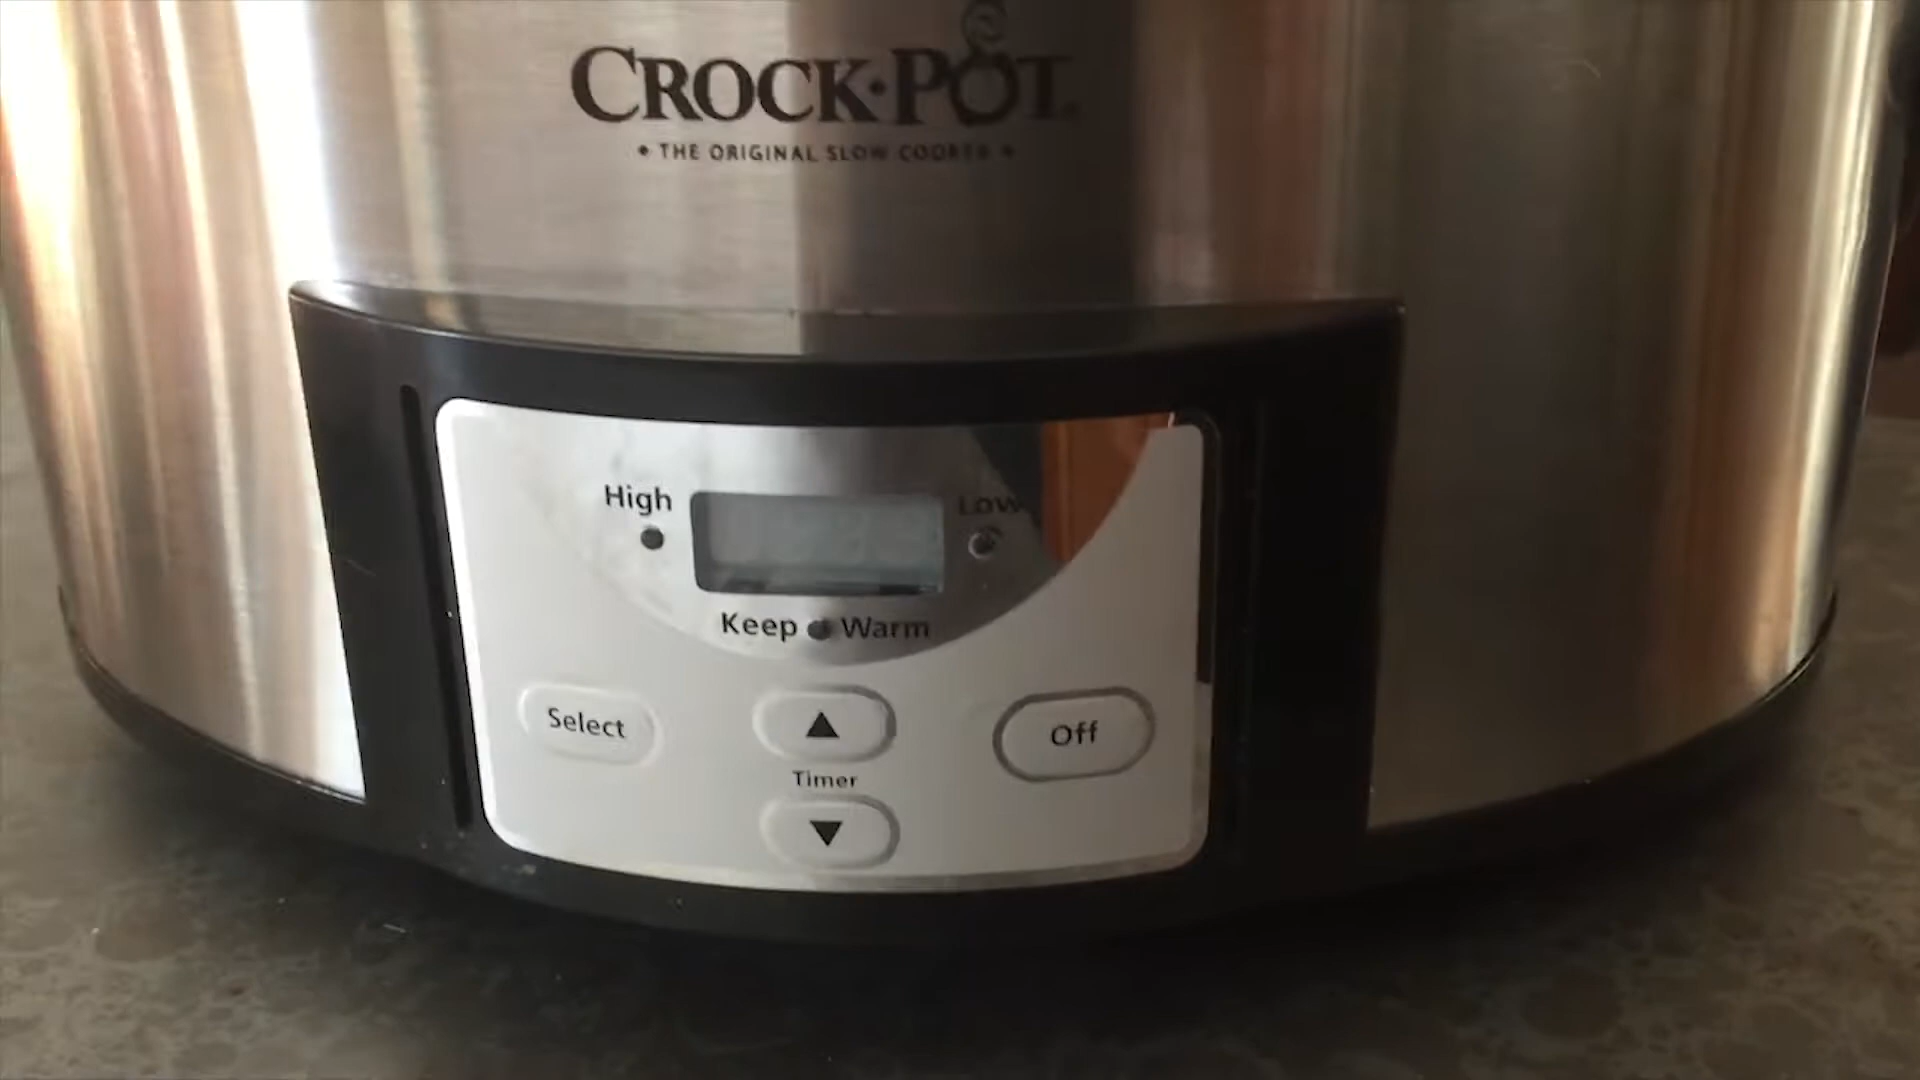 CROCK·POT®
• THE ORIGINAL SLOW COOKER •
High
Low
Keep Warm
Select
Off
Timer